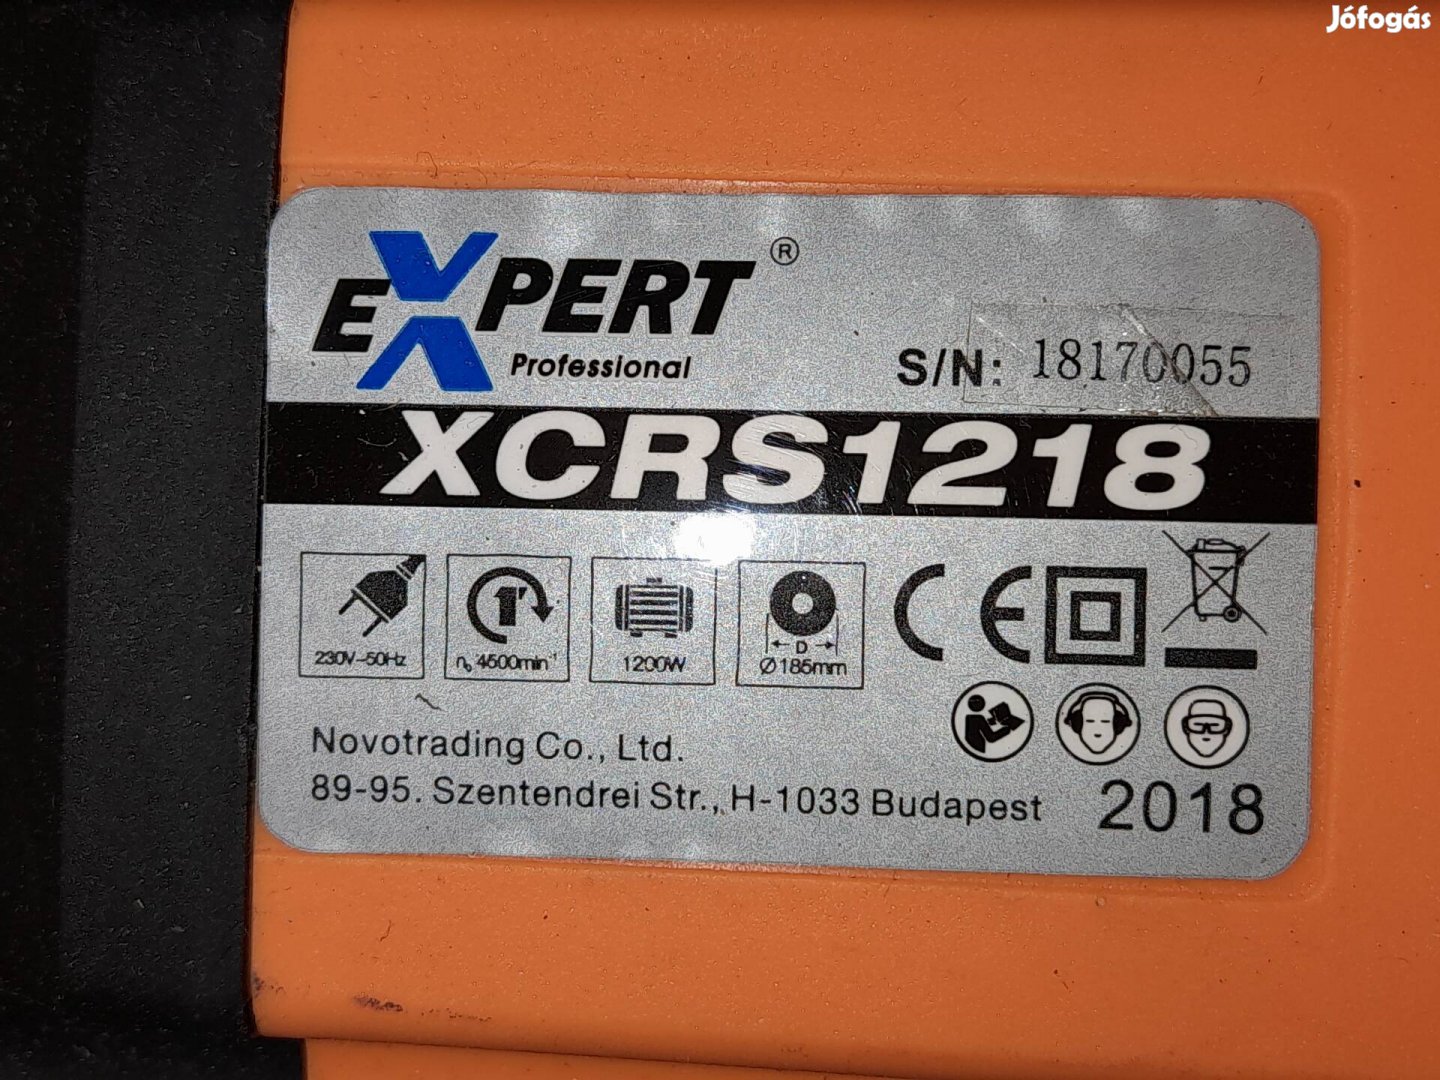 Jófogás
EXPERT ®
Professional
S/N: 18170055
XCRS1218
230V~50Hz
n₀ 4500min⁻¹
1200W
D
Ø185mm
CE
Novotrading Co., Ltd.
89-95. Szentendrei Str., H-1033 Budapest
2018